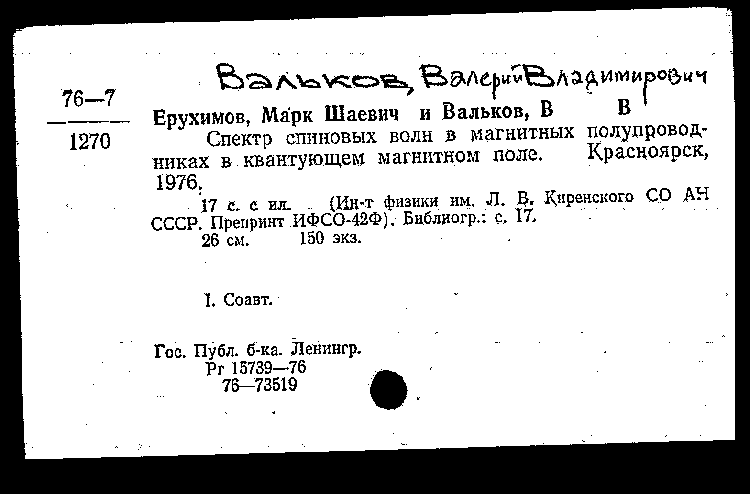 Вальков, Валерий Владимирович
76—7
1270
Ерухимов, Марк Шаевич и Вальков, В В
Спектр спиновых волн в магнитных полупровод-
никах в квантующем магнитном поле. Красноярск,
1976.
17 с. с ил. (Ин-т физики им. Л. В. Киренского СО АН
СССР. Препринт ИФСО-42Ф). Библиогр.: с. 17.
26 см. 150 экз.
I. Соавт.
Гос. Публ. б-ка. Ленингр.
Рг 15739—76
76—73519